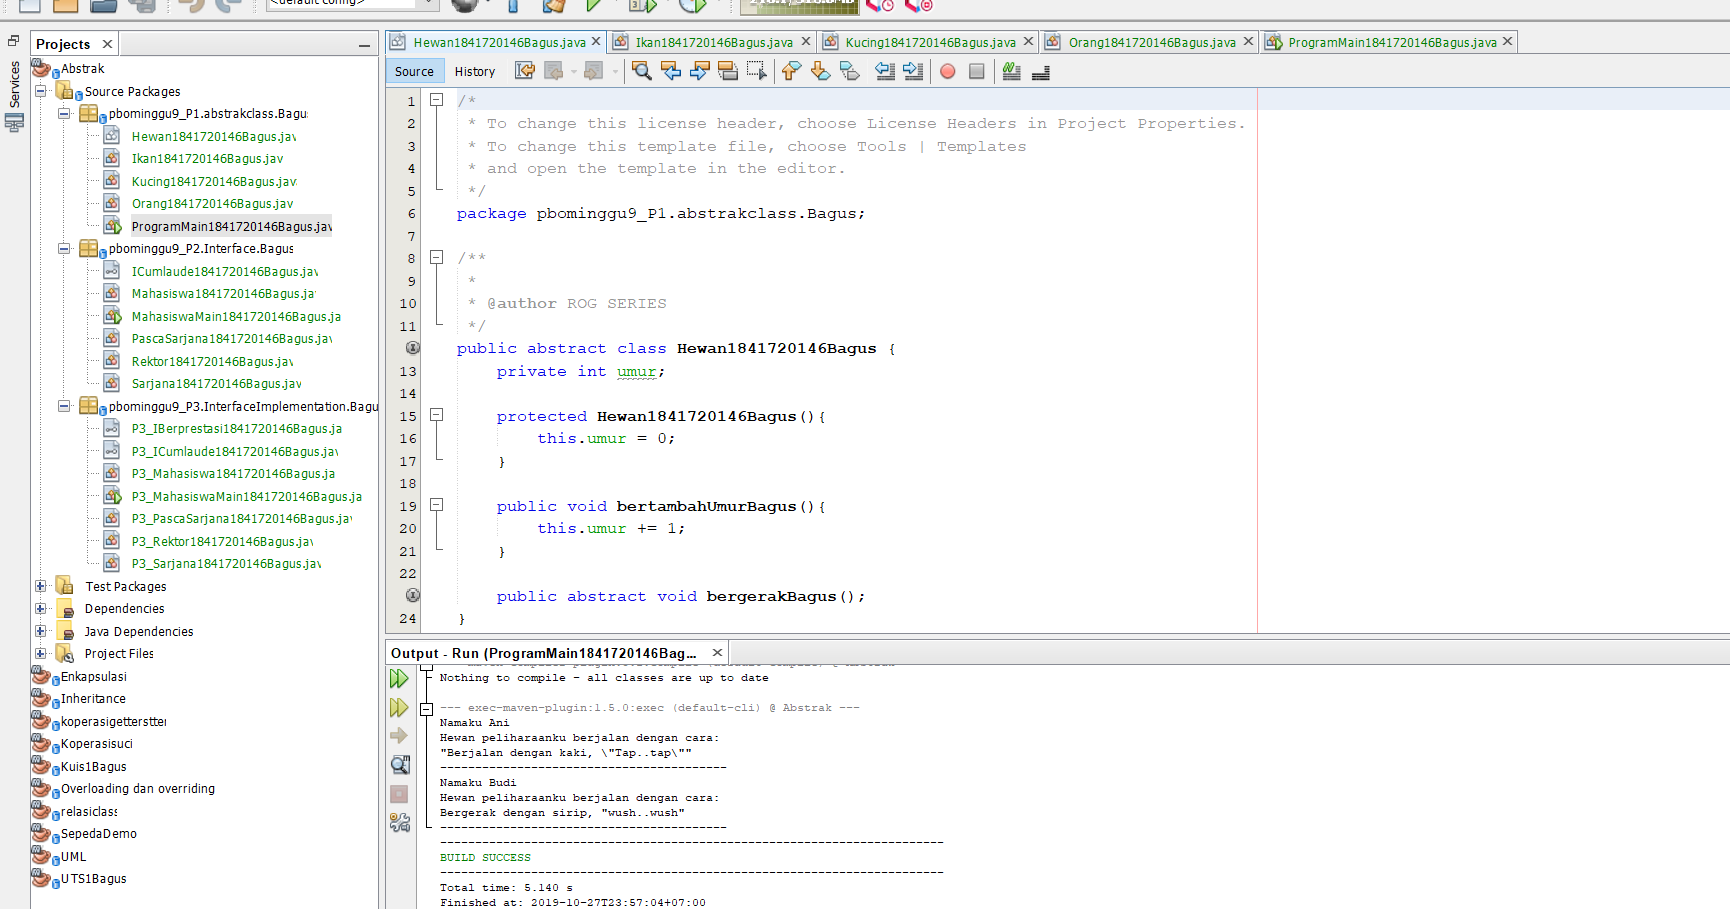 <default config>
Services
Projects
Abstrak
Source Packages
pbominggu9_P1.abstrakclass.Bagu
Hewan1841720146Bagus.jav
Ikan1841720146Bagus.jav
Kucing1841720146Bagus.jav
Orang1841720146Bagus.jav
ProgramMain1841720146Bagus.jav
pbominggu9_P2.Interface.Bagus
ICumlaude1841720146Bagus.jav
Mahasiswa1841720146Bagus.ja
MahasiswaMain1841720146Bagus.ja
PascaSarjana1841720146Bagus.jav
Rektor1841720146Bagus.jav
Sarjana1841720146Bagus.jav
pbominggu9_P3.InterfaceImplementation.Bagu
P3_IBerprestasi1841720146Bagus.ja
P3_ICumlaude1841720146Bagus.jav
P3_Mahasiswa1841720146Bagus.ja
P3_MahasiswaMain1841720146Bagus.ja
P3_PascaSarjana1841720146Bagus.jav
P3_Rektor1841720146Bagus.jav
P3_Sarjana1841720146Bagus.jav
Test Packages
Dependencies
Java Dependencies
Project Files
Enkapsulasi
Inheritance
koperasigetterstter
Koperasisuci
Kuis1Bagus
Overloading dan overriding
relasiclass
SepedaDemo
UML
UTS1Bagus
Hewan1841720146Bagus.java Ikan1841720146Bagus.java Kucing1841720146Bagus.java Orang1841720146Bagus.java ProgramMain1841720146Bagus.java
Source History
1 /*
2 * To change this license header, choose License Headers in Project Properties.
3 * To change this template file, choose Tools | Templates
4 * and open the template in the editor.
5 */
6 package pbominggu9_P1.abstrakclass.Bagus;
7
8 /**
9 *
10 * @author ROG SERIES
11 */
public abstract class Hewan1841720146Bagus {
13 private int umur;
14
15 protected Hewan1841720146Bagus(){
16 this.umur = 0;
17 }
18
19 public void bertambahUmurBagus(){
20 this.umur += 1;
21 }
22
public abstract void bergerakBagus();
24 }
Output - Run (ProgramMain1841720146Bag...
Nothing to compile - all classes are up to date
--- exec-maven-plugin:1.5.0:exec (default-cli) @ Abstrak ---
Namaku Ani
Hewan peliharaanku berjalan dengan cara:
"Berjalan dengan kaki, \"Tap..tap\""
-----------------------------------------
Namaku Budi
Hewan peliharaanku berjalan dengan cara:
Bergerak dengan sirip, "wush..wush"
-----------------------------------------
------------------------------------------------------------------------
BUILD SUCCESS
------------------------------------------------------------------------
Total time: 5.140 s
Finished at: 2019-10-27T23:57:04+07:00